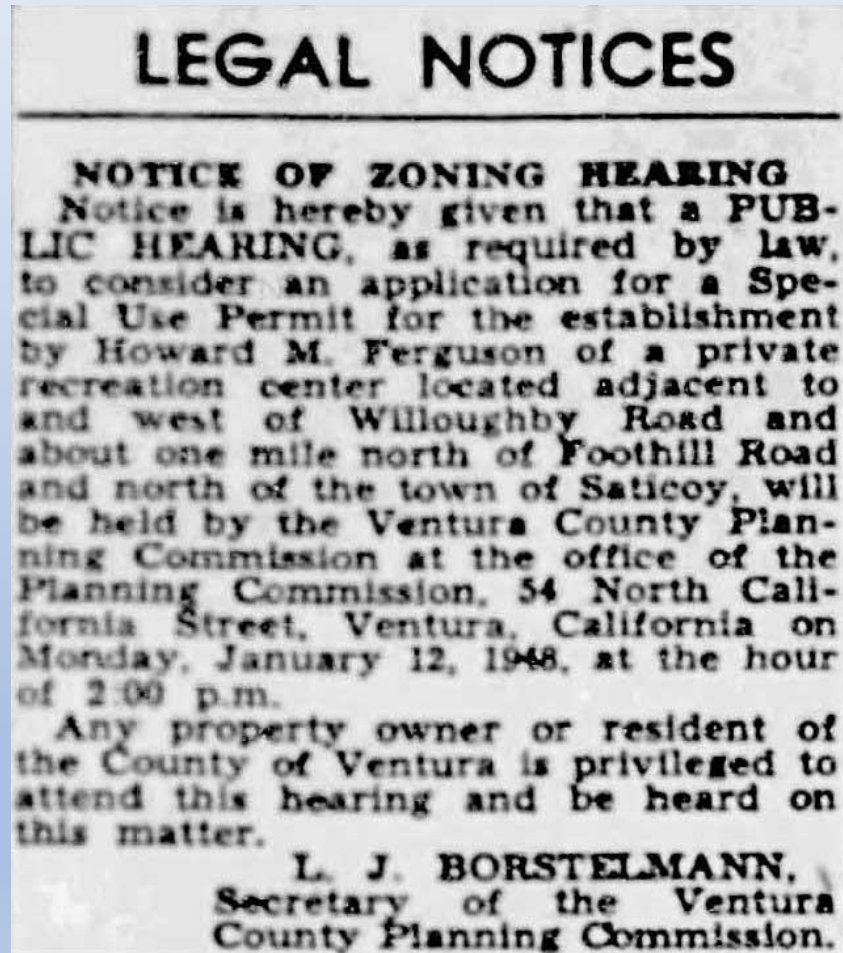 LEGAL NOTICES
NOTICE OF ZONING HEARING
Notice is hereby given that a PUB-
LIC HEARING, as required by law,
to consider an application for a Spe-
cial Use Permit for the establishment
by Howard M. Ferguson of a private
recreation center located adjacent to
and west of Willoughby Road and
about one mile north of Foothill Road
and north of the town of Saticoy, will
be held by the Ventura County Plan-
ning Commission at the office of the
Planning Commission, 54 North Cali-
fornia Street, Ventura, California on
Monday, January 12, 1948, at the hour
of 2:00 p.m.
Any property owner or resident of
the County of Ventura is privileged to
attend this hearing and be heard on
this matter.
L. J. BORSTELMANN,
Secretary of the Ventura
County Planning Commission.